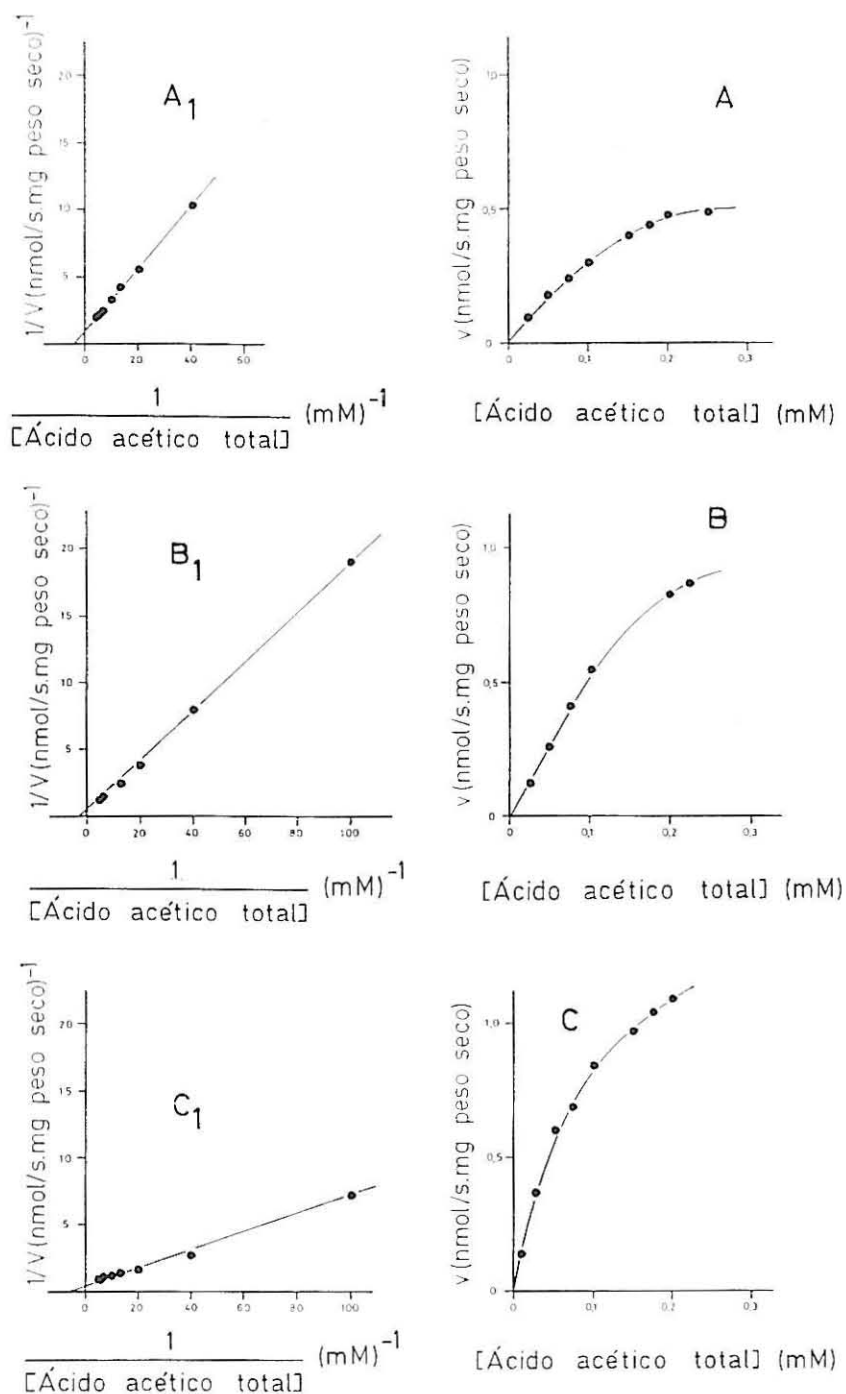 1/V(nmol/s.mg peso seco)⁻¹
20
15
10
5
0
A₁
0 20 40 60
1
[Ácido acético total] (mM)⁻¹
v(nmol/s.mg peso seco)
1,0
0,5
0
A
0 0,1 0,2 0,3
[Ácido acético total] (mM)
1/V(nmol/s.mg peso seco)⁻¹
20
15
10
5
B₁
0 20 40 60 80 100
1
[Ácido acético total] (mM)⁻¹
v(nmol/s.mg peso seco)
1,0
0,5
0
B
0 0,1 0,2 0,3
[Ácido acético total] (mM)
1/V(nmol/s.mg peso seco)⁻¹
20
15
10
5
C₁
0 20 40 60 80 100
1
[Ácido acético total] (mM)⁻¹
v(nmol/s.mg peso seco)
1,0
0,5
0
C
0 0,1 0,2 0,3
[Ácido acético total] (mM)